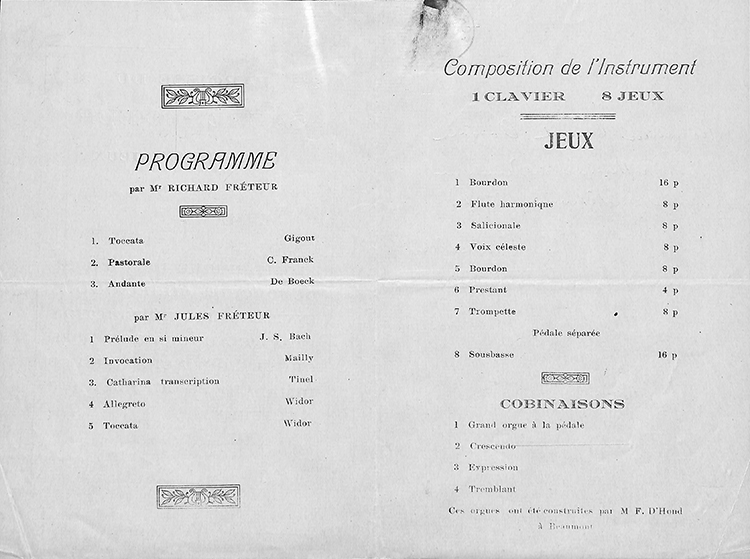 PROGRAMME
par Mr RICHARD FRÉTEUR
1. Toccata Gigout
2. Pastorale C. Franck
3. Andante De Boeck
par Mr JULES FRÉTEUR
1 Prélude en si mineur J. S. Bach
2 Invocation Mailly
3. Catharina transcription Tinel
4 Allegreto Widor
5 Toccata Widor
Composition de l'Instrument
1 CLAVIER 8 JEUX
JEUX
1 Bourdon 16 p
2 Flute harmonique 8 p
3 Salicionale 8 p
4 Voix céleste 8 p
5 Bourdon 8 p
6 Prestant 4 p
7 Trompette 8 p
Pédale séparée
8 Sousbasse 16 p
COBINAISONS
1 Grand orgue à la pédale
2 Crescendo
3 Expression
4 Tremblant
Ces orgues ont été construites par M F. D'Hond
à Beaumont